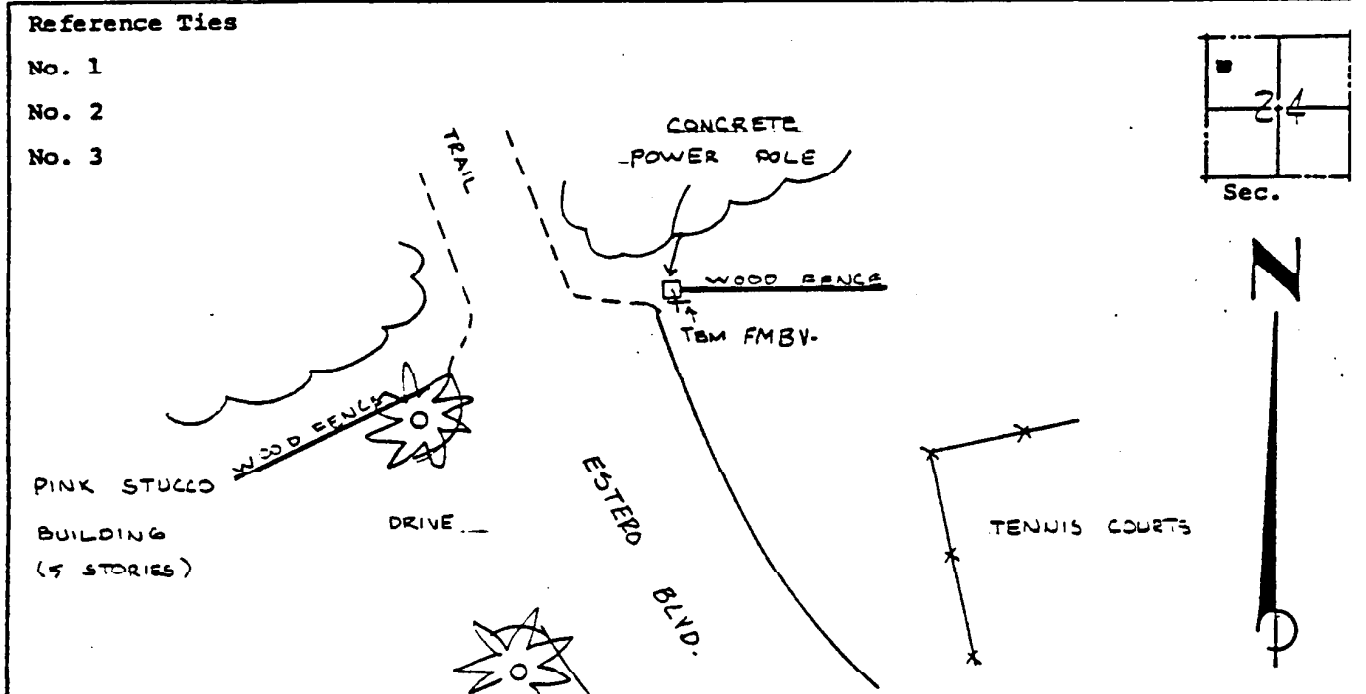 Reference Ties
No. 1
No. 2
No. 3
24
Sec.
N
TRAIL
CONCRETE
POWER POLE
WOOD FENCE
TBM FMBV.
WOOD FENCE
PINK STUCCO
BUILDING
(5 STORIES)
DRIVE
ESTERO
BLVD.
TENNIS COURTS